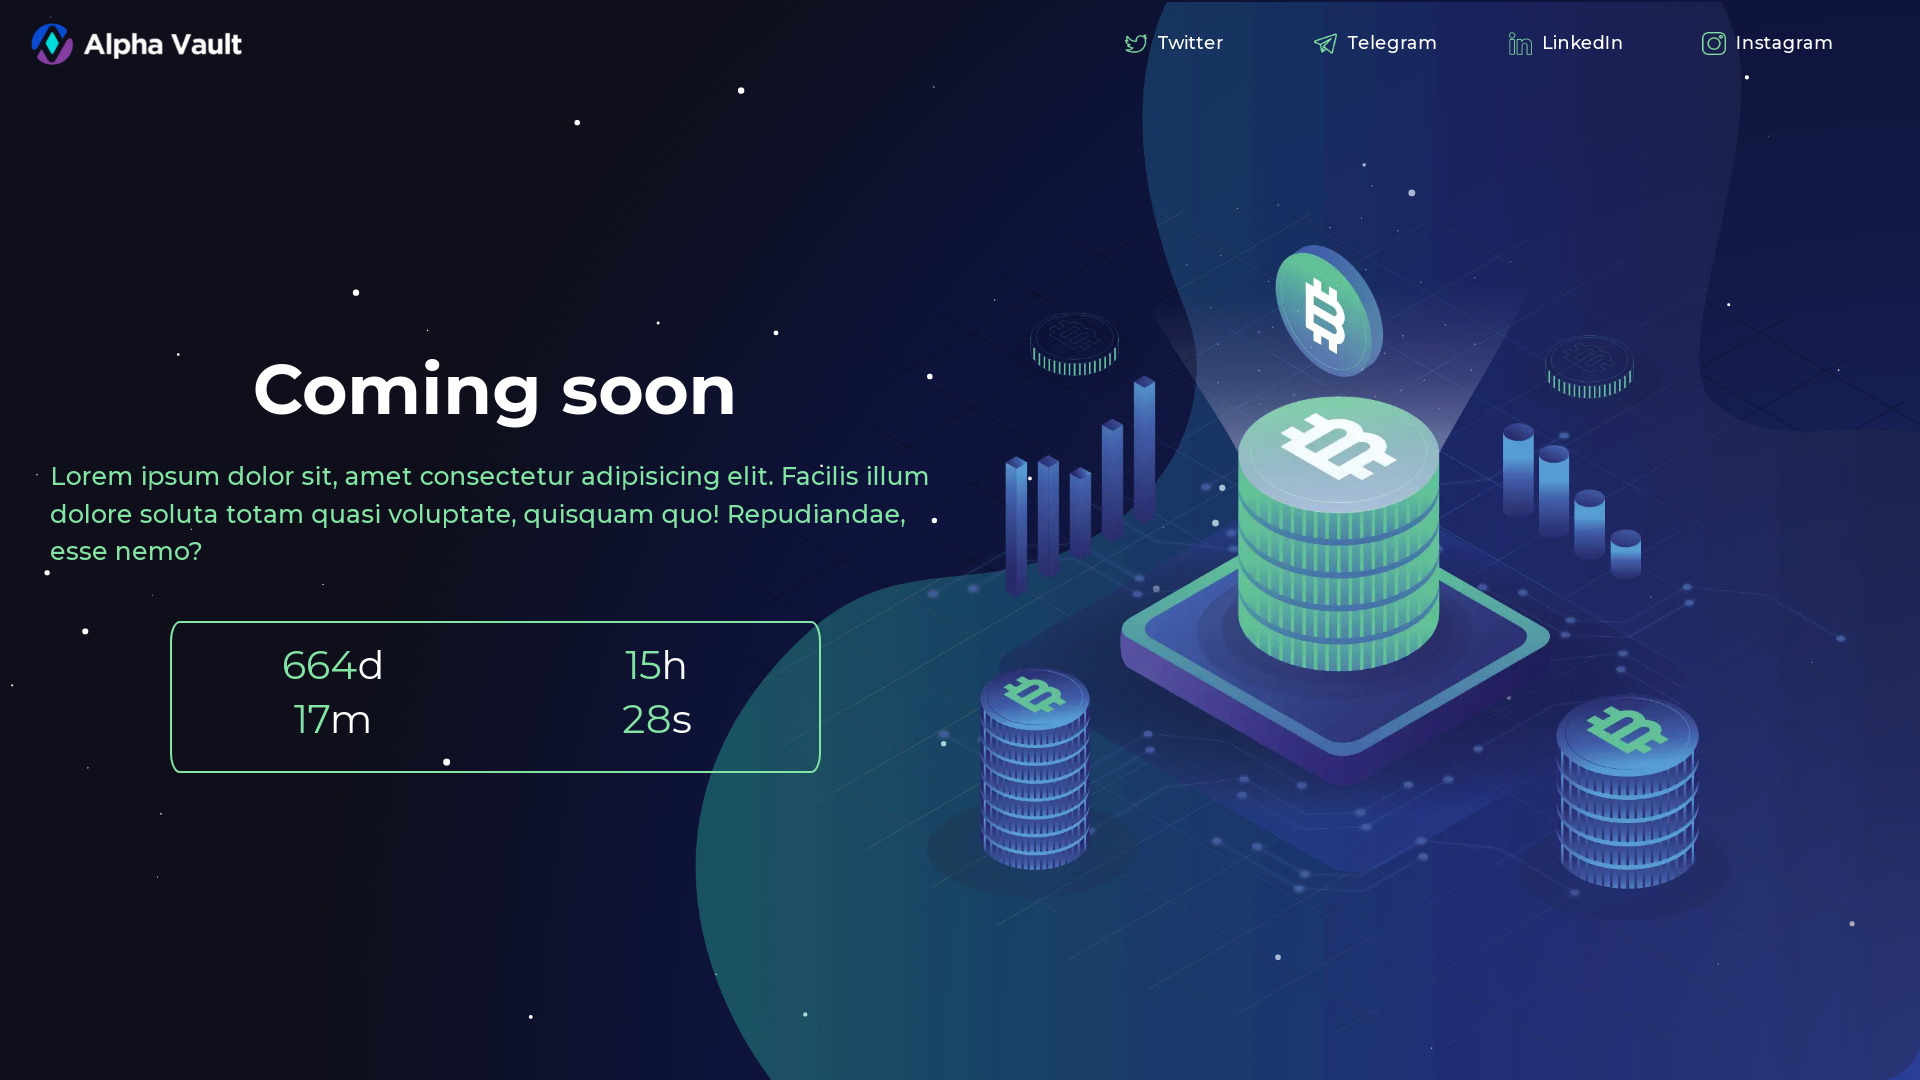 Alpha Vault
Twitter
Telegram
LinkedIn
Instagram
Coming soon
Lorem ipsum dolor sit, amet consectetur adipisicing elit. Facilis illum
dolore soluta totam quasi voluptate, quisquam quo! Repudiandae,
esse nemo?
664d 15h
17m 28s